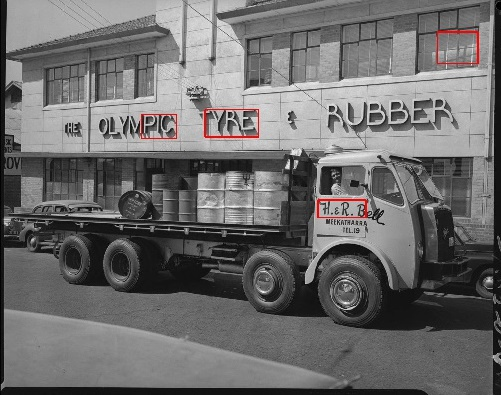 THE OLYMPIC TYRE & RUBBER
H. & R. Bell
MEEKATHARRA
TEL. 19